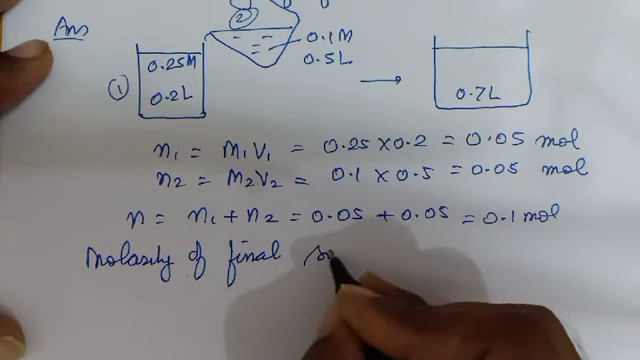 Ans
②
0.1M
0.5L
①
0.25M
0.2L
0.7L
n₁ = M₁V₁ = 0.25 × 0.2 = 0.05 mol
n₂ = M₂V₂ = 0.1 × 0.5 = 0.05 mol
n = n₁ + n₂ = 0.05 + 0.05 = 0.1 mol
Molarity of final